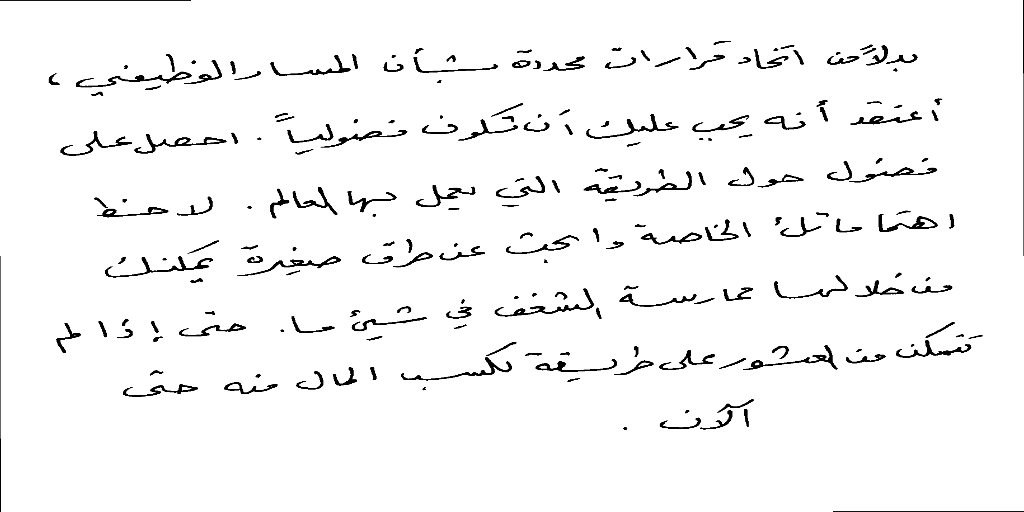 بدلاً من اتخاذ قرارات محددة بشأن المسار الوظيفي ،
أعتقد أنه يجب عليك أن تكون فضولياً . احصل على
فضول حول الطريقة التي يعمل بها العالم . لاحظ
اهتماماتك الخاصة وابحث عن طرق صغيرة يمكنك
من خلالها ممارسة الشغف في شيئ ما . حتى إذا لم
تتمكن من العثور على طريقة لكسب المال منه حتى
الآن .